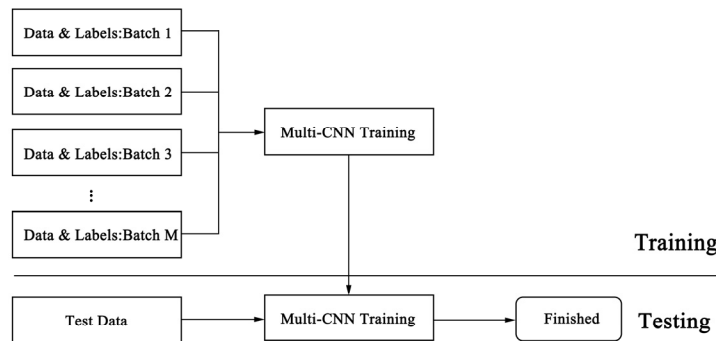 Data & Labels:Batch 1
Data & Labels:Batch 2
Data & Labels:Batch 3
⋮
Data & Labels:Batch M
Multi-CNN Training
Training
Test Data
Multi-CNN Training
Finished
Testing